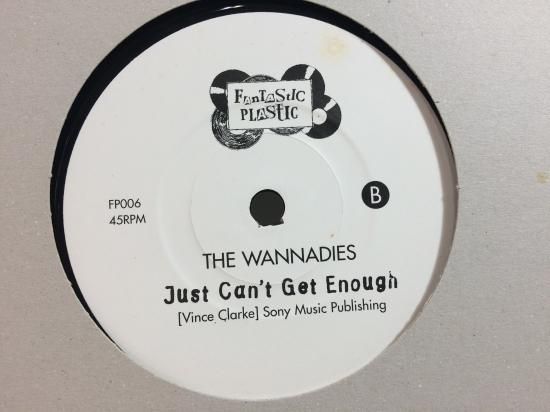 FaNTaStiC
PLaStiC
FP006
45RPM
B
THE WANNADIES
Just Can't Get Enough
[Vince Clarke] Sony Music Publishing